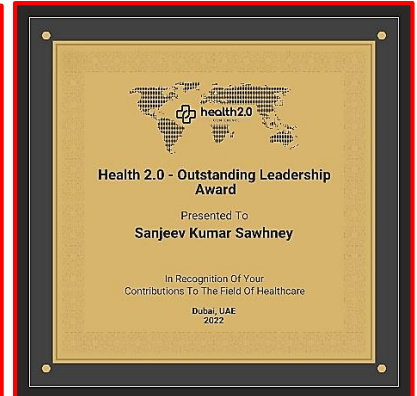 health2.0
CONFERENCE
Health 2.0 - Outstanding Leadership
Award
Presented To
Sanjeev Kumar Sawhney
In Recognition Of Your
Contributions To The Field Of Healthcare
Dubai, UAE
2022